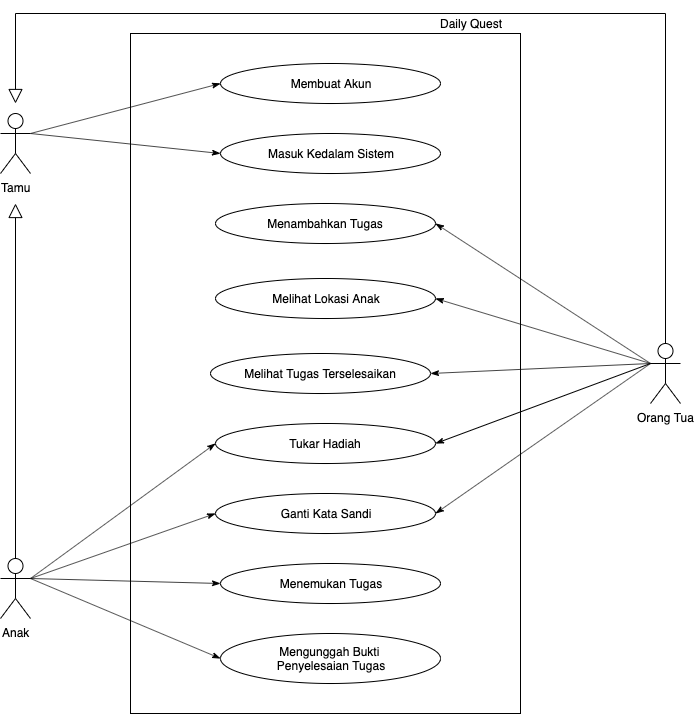 Daily Quest
Membuat Akun
Masuk Kedalam Sistem
Tamu
Menambahkan Tugas
Melihat Lokasi Anak
Melihat Tugas Terselesaikan
Orang Tua
Tukar Hadiah
Ganti Kata Sandi
Menemukan Tugas
Anak
Mengunggah Bukti
Penyelesaian Tugas